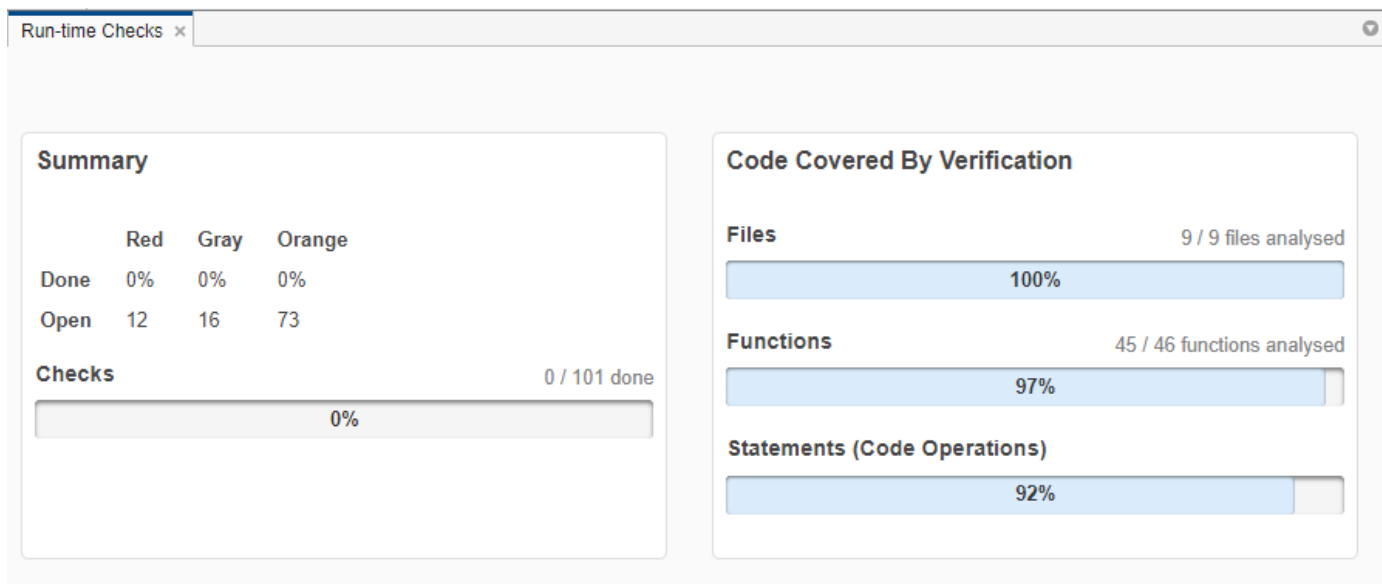 Run-time Checks ×
Summary
Red Gray Orange
Done 0% 0% 0%
Open 12 16 73
Checks 0 / 101 done
0%
Code Covered By Verification
Files 9 / 9 files analysed
100%
Functions 45 / 46 functions analysed
97%
Statements (Code Operations)
92%